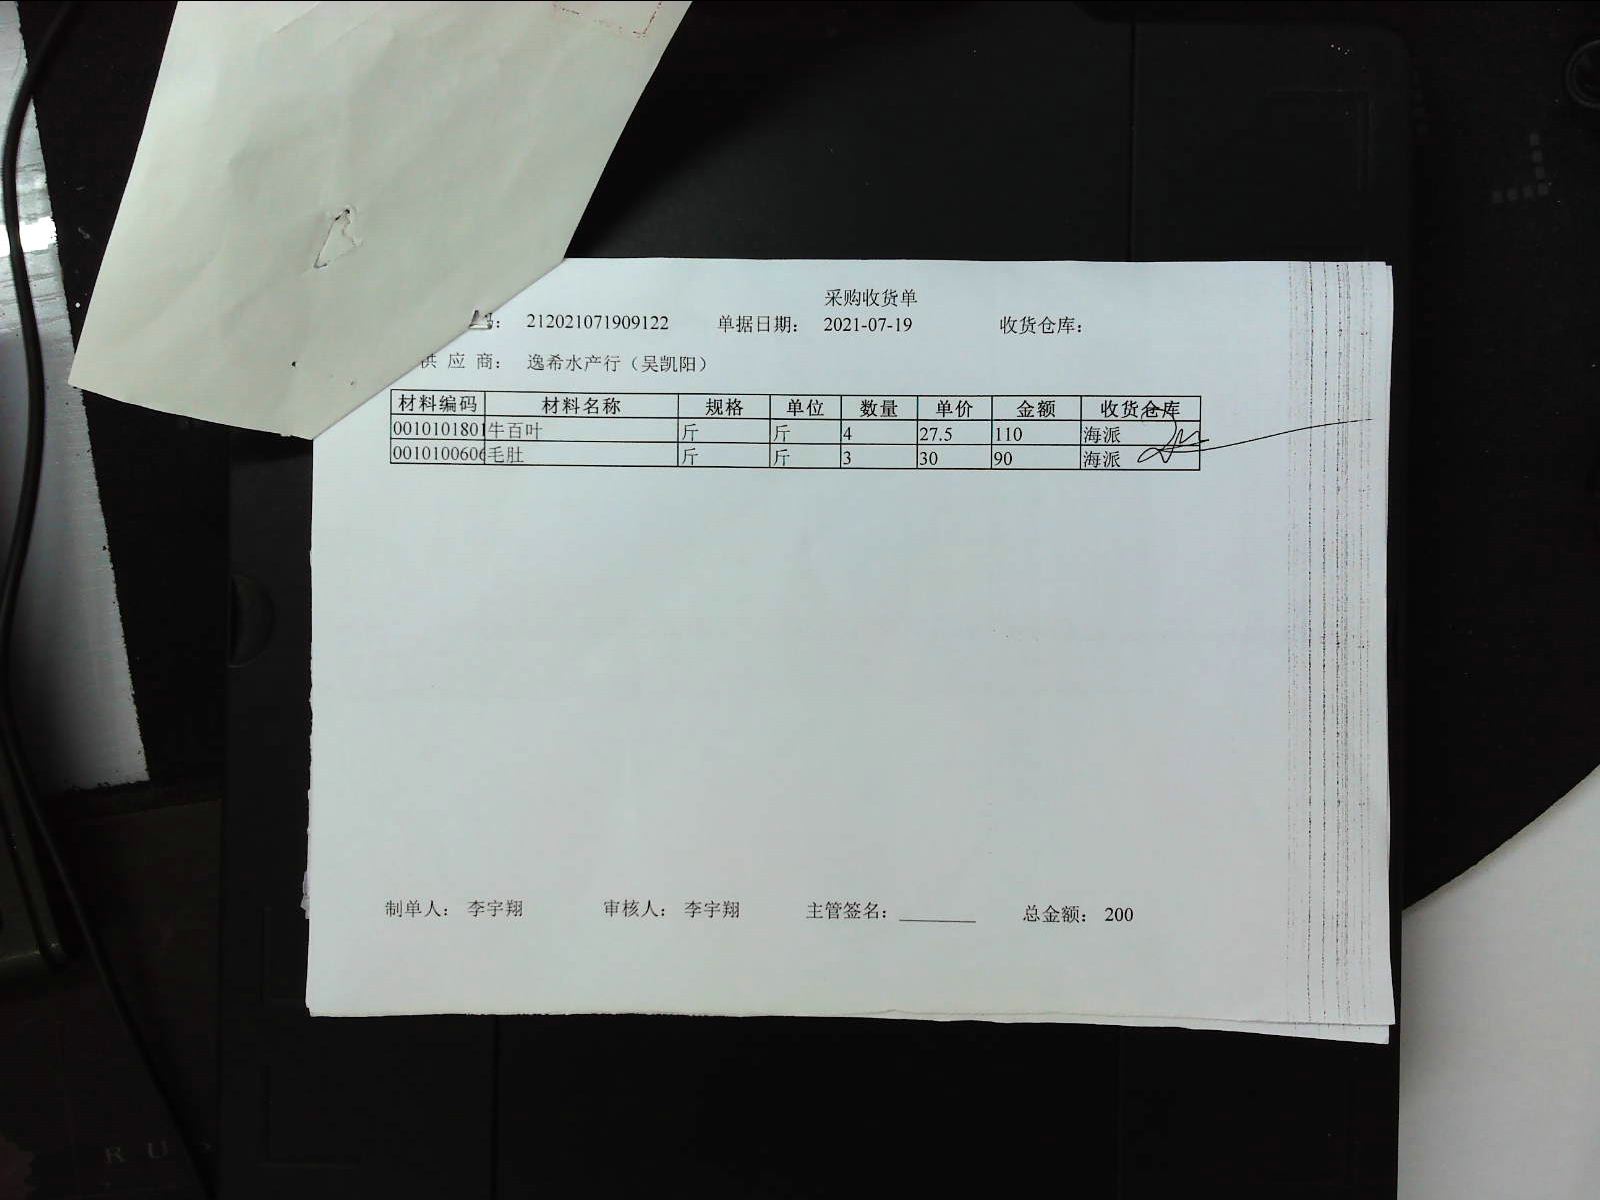 采购收货单
212021071909122 单据日期： 2021-07-19 收货仓库：
供 应 商： 逸希水产行（吴凯阳）
材料编码 材料名称 规格 单位 数量 单价 金额 收货仓库
0010101801 牛百叶 斤 斤 4 27.5 110 海派
001010060 毛肚 斤 斤 3 30 90 海派
制单人： 李宇翔 审核人： 李宇翔 主管签名：________ 总金额： 200